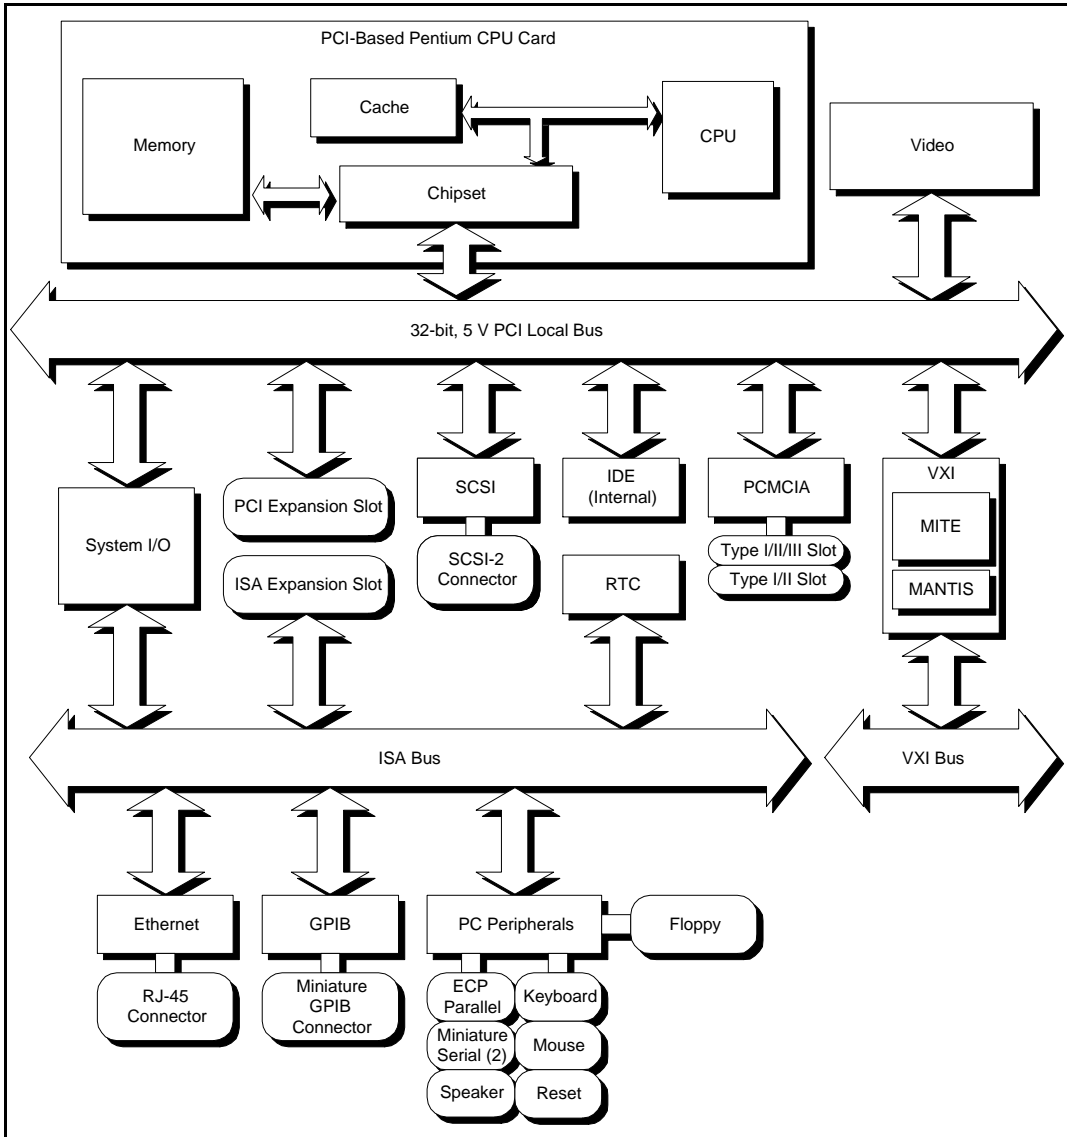 PCI-Based Pentium CPU Card
Cache
Memory
CPU
Video
Chipset
32-bit, 5 V PCI Local Bus
System I/O
PCI Expansion Slot
ISA Expansion Slot
SCSI
SCSI-2
Connector
IDE
(Internal)
RTC
PCMCIA
Type I/II/III Slot
Type I/II Slot
VXI
MITE
MANTIS
ISA Bus
VXI Bus
Ethernet
RJ-45
Connector
GPIB
Miniature
GPIB
Connector
PC Peripherals
Floppy
ECP
Parallel
Keyboard
Miniature
Serial (2)
Mouse
Speaker
Reset